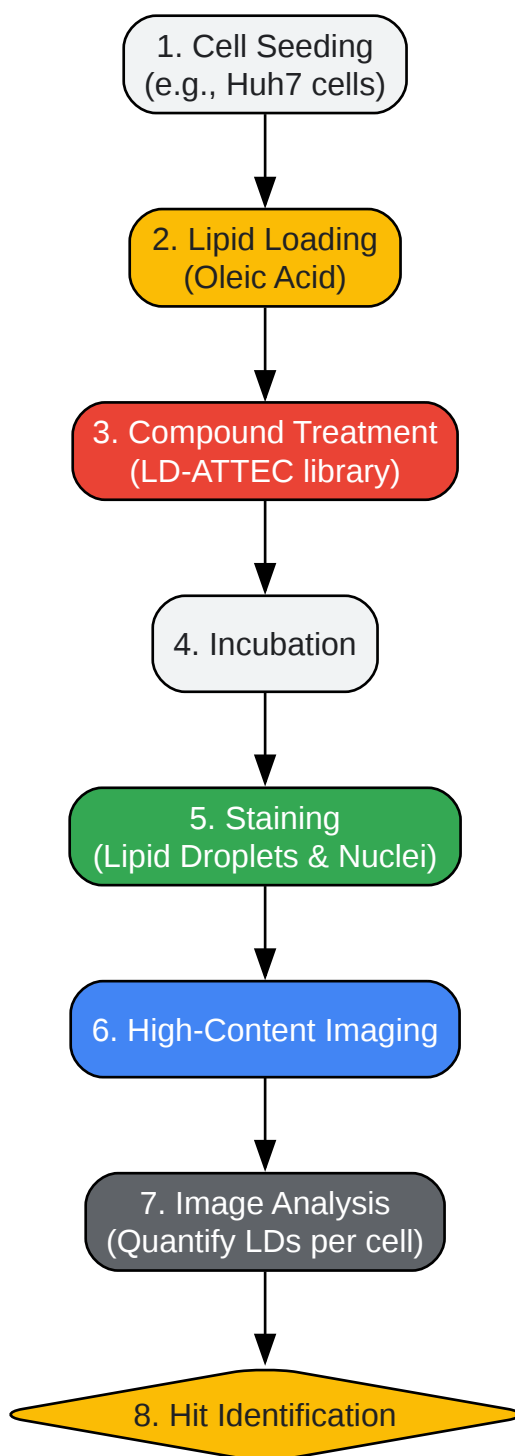 1. Cell Seeding
(e.g., Huh7 cells)
2. Lipid Loading
(Oleic Acid)
3. Compound Treatment
(LD-ATTEC library)
4. Incubation
5. Staining
(Lipid Droplets & Nuclei)
6. High-Content Imaging
7. Image Analysis
(Quantify LDs per cell)
8. Hit Identification